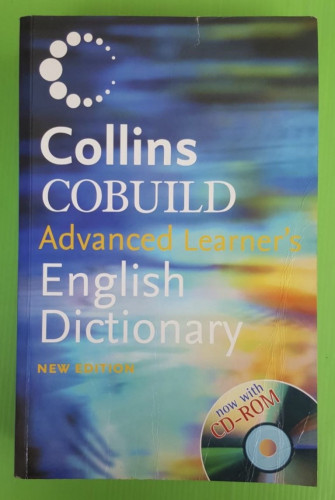 Collins
COBUILD
Advanced Learner's
English
Dictionary
NEW EDITION
now with
CD-ROM